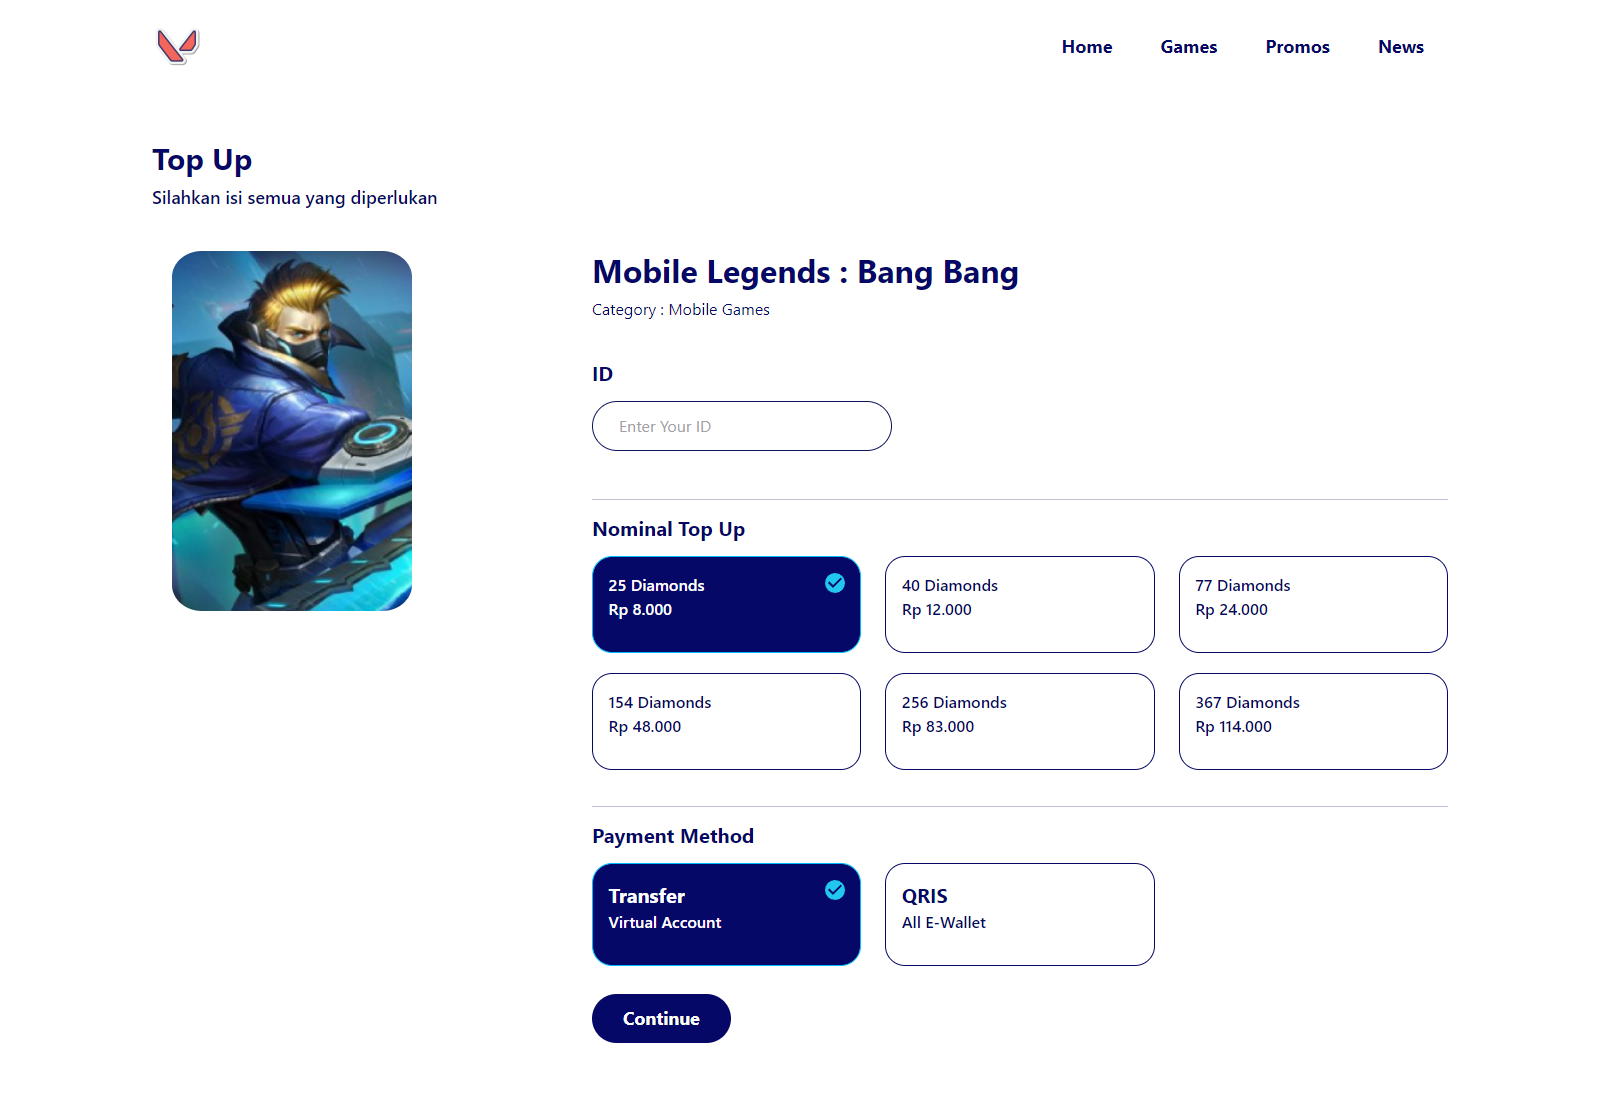 Home
Games
Promos
News
Top Up
Silahkan isi semua yang diperlukan
Mobile Legends : Bang Bang
Category : Mobile Games
ID
Enter Your ID
Nominal Top Up
25 Diamonds
Rp 8.000
40 Diamonds
Rp 12.000
77 Diamonds
Rp 24.000
154 Diamonds
Rp 48.000
256 Diamonds
Rp 83.000
367 Diamonds
Rp 114.000
Payment Method
Transfer
Virtual Account
QRIS
All E-Wallet
Continue